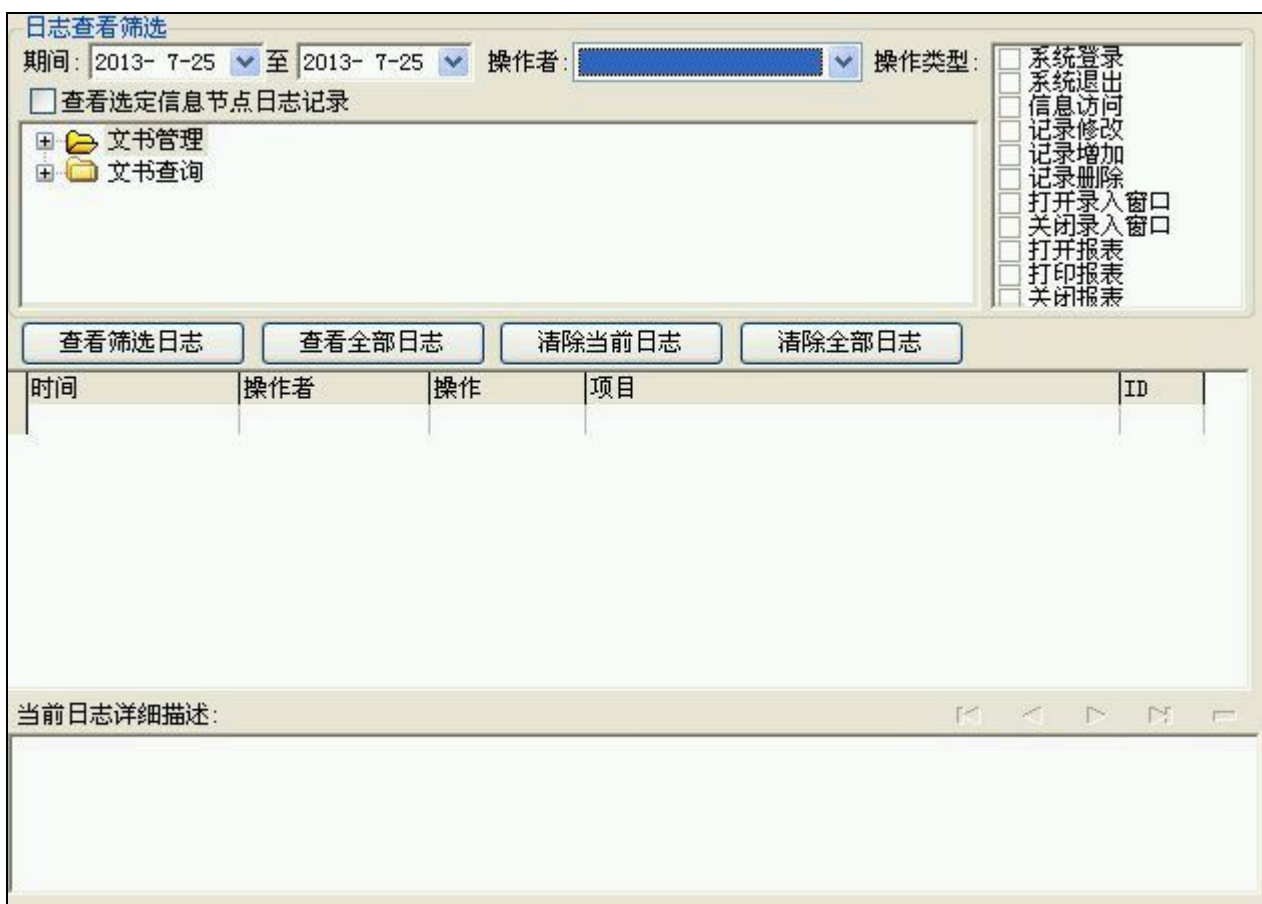 日志查看筛选
期间: 2013- 7-25 至 2013- 7-25 操作者: 操作类型:
系统登录
系统退出
信息访问
记录修改
记录增加
记录删除
打开录入窗口
关闭录入窗口
打开报表
打印报表
关闭报表
查看选定信息节点日志记录
文书管理
文书查询
查看筛选日志 查看全部日志 清除当前日志 清除全部日志
时间 操作者 操作 项目 ID
当前日志详细描述: